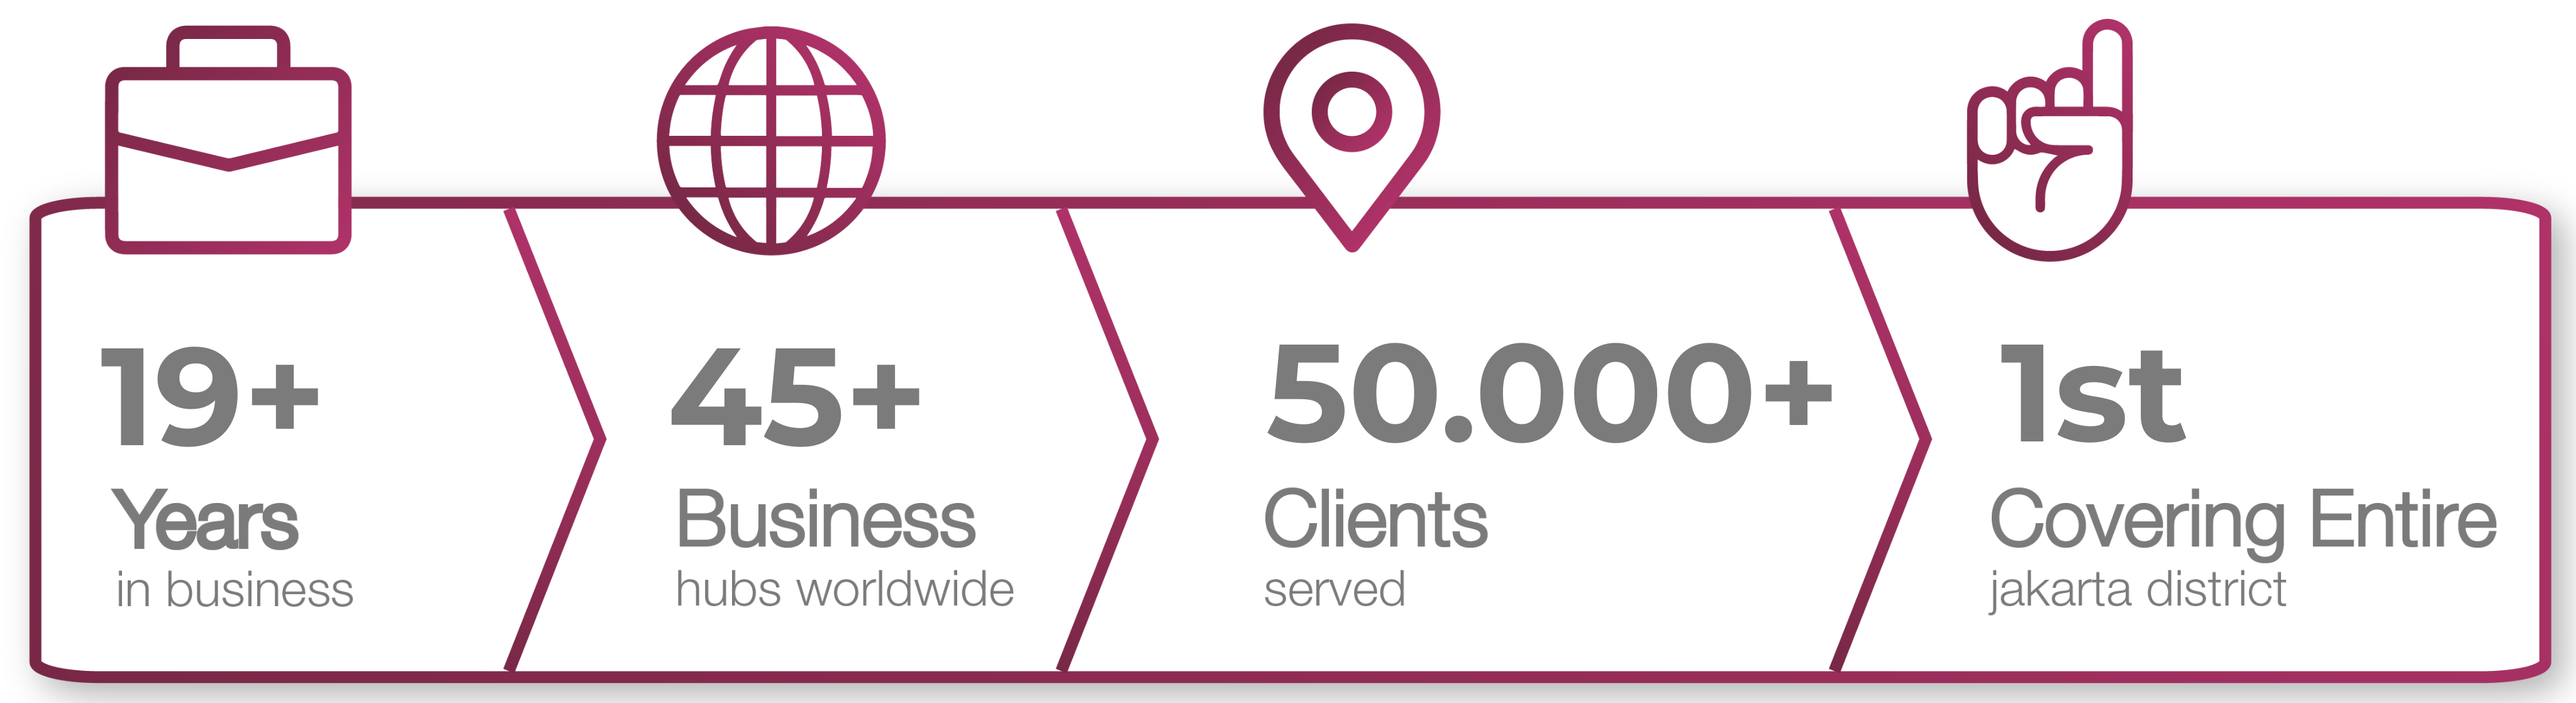 19+
Years
in business
45+
Business
hubs worldwide
50.000+
Clients
served
1st
Covering Entire
jakarta district